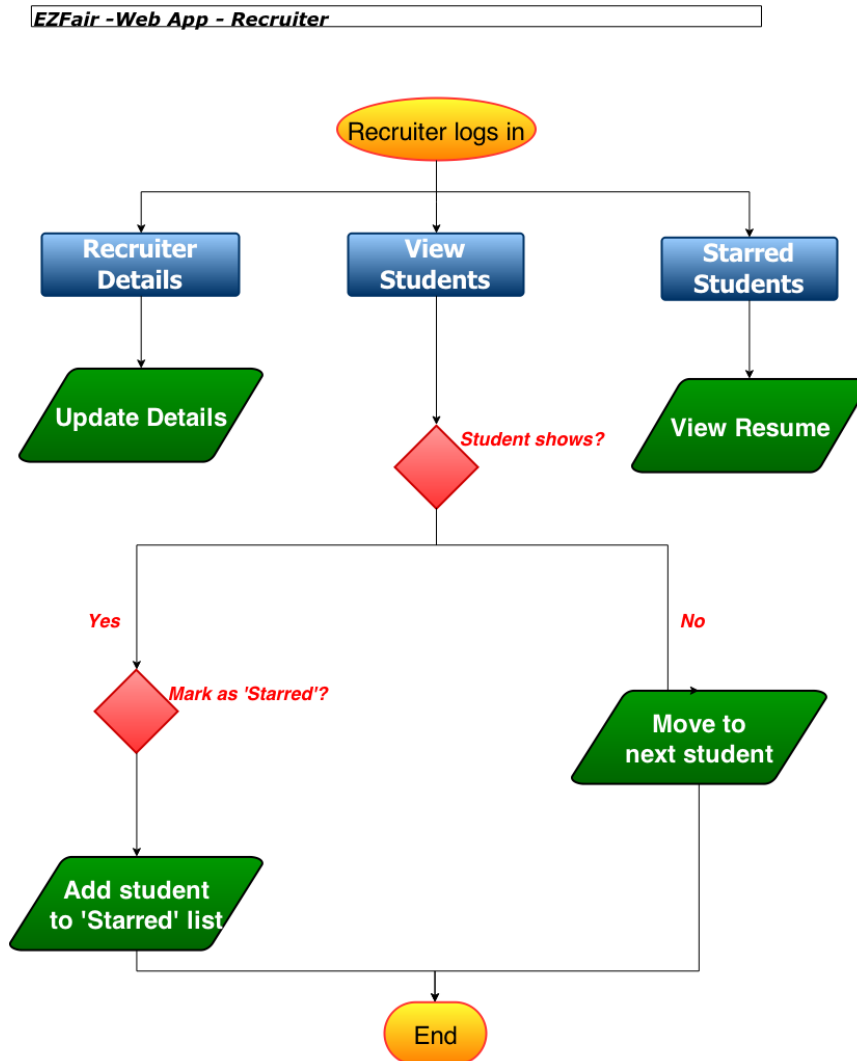 EZFair -Web App - Recruiter
Recruiter logs in
Recruiter
Details
View
Students
Starred
Students
Update Details
Student shows?
View Resume
Yes
No
Mark as 'Starred'?
Move to
next student
Add student
to 'Starred' list
End